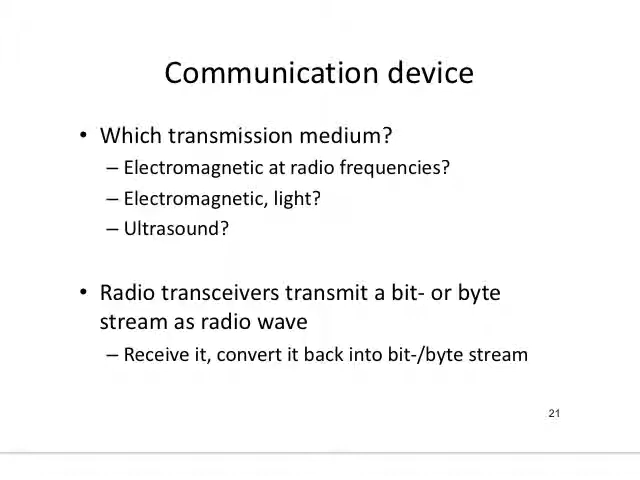 Communication device
• Which transmission medium?
– Electromagnetic at radio frequencies?
– Electromagnetic, light?
– Ultrasound?
• Radio transceivers transmit a bit- or byte
stream as radio wave
– Receive it, convert it back into bit-/byte stream
21